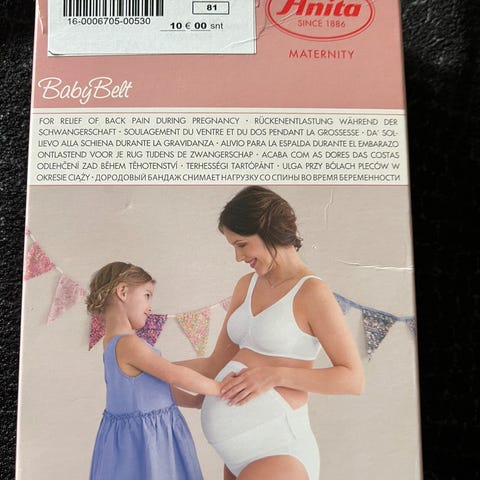 16-0006705-00530
81
10 € 00 snt
Anita
SINCE 1886
MATERNITY
BabyBelt
FOR RELIEF OF BACK PAIN DURING PREGNANCY · RÜCKENENTLASTUNG WÄHREND DER
SCHWANGERSCHAFT · SOULAGEMENT DU VENTRE ET DU DOS PENDANT LA GROSSESSE · DA' SOL-
LIEVO ALLA SCHIENA DURANTE LA GRAVIDANZA · ALIVIO PARA LA ESPALDA DURANTE EL EMBARAZO
ONTLASTEND VOOR JE RUG TIJDENS DE ZWANGERSCHAP · ACABA COM AS DORES DAS COSTAS
ODLEHČENÍ ZAD BĚHEM TĚHOTENSTVÍ · TERHESSÉGI TARTÓPÁNT · ULGA PRZY BÓLACH PLECÓW W
OKRESIE CIĄŻY · ДОРОДОВЫЙ БАНДАЖ СНИМАЕТ НАГРУЗКУ СО СПИНЫ ВО ВРЕМЯ БЕРЕМЕННОСТИ